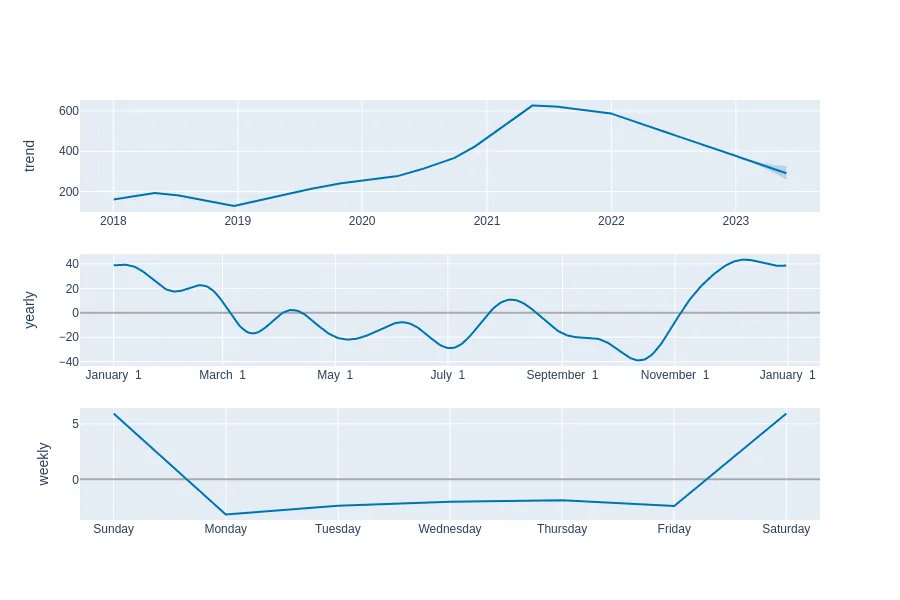 trend
600
400
200
2018 2019 2020 2021 2022 2023
yearly
40
20
0
−20
−40
January 1 March 1 May 1 July 1 September 1 November 1 January 1
weekly
5
0
Sunday Monday Tuesday Wednesday Thursday Friday Saturday